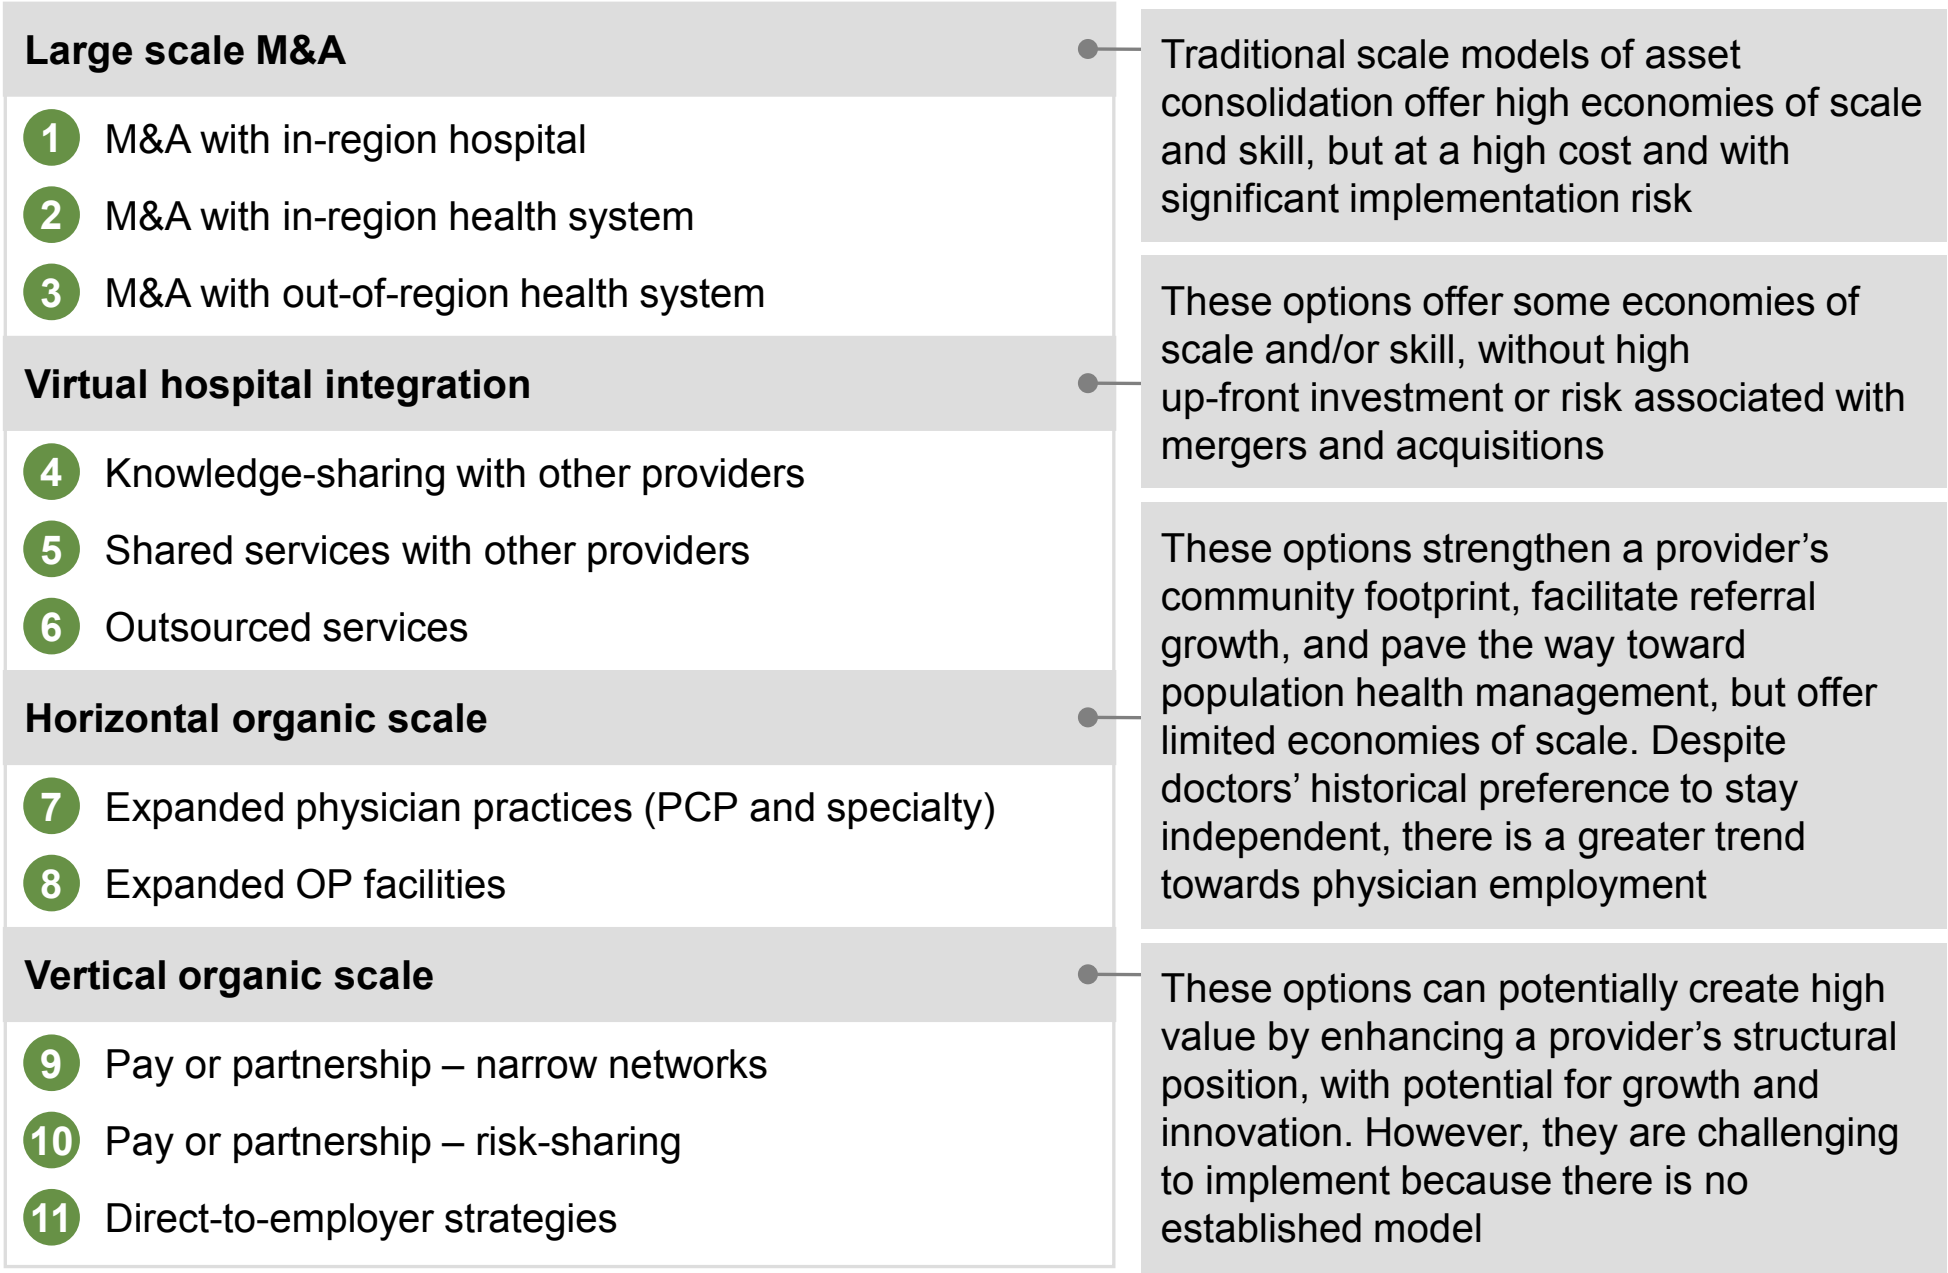 Large scale M&A
1 M&A with in-region hospital
2 M&A with in-region health system
3 M&A with out-of-region health system
Traditional scale models of asset
consolidation offer high economies of scale
and skill, but at a high cost and with
significant implementation risk
Virtual hospital integration
4 Knowledge-sharing with other providers
5 Shared services with other providers
6 Outsourced services
These options offer some economies of
scale and/or skill, without high
up-front investment or risk associated with
mergers and acquisitions
Horizontal organic scale
7 Expanded physician practices (PCP and specialty)
8 Expanded OP facilities
These options strengthen a provider’s
community footprint, facilitate referral
growth, and pave the way toward
population health management, but offer
limited economies of scale. Despite
doctors’ historical preference to stay
independent, there is a greater trend
towards physician employment
Vertical organic scale
9 Pay or partnership – narrow networks
10 Pay or partnership – risk-sharing
11 Direct-to-employer strategies
These options can potentially create high
value by enhancing a provider’s structural
position, with potential for growth and
innovation. However, they are challenging
to implement because there is no
established model